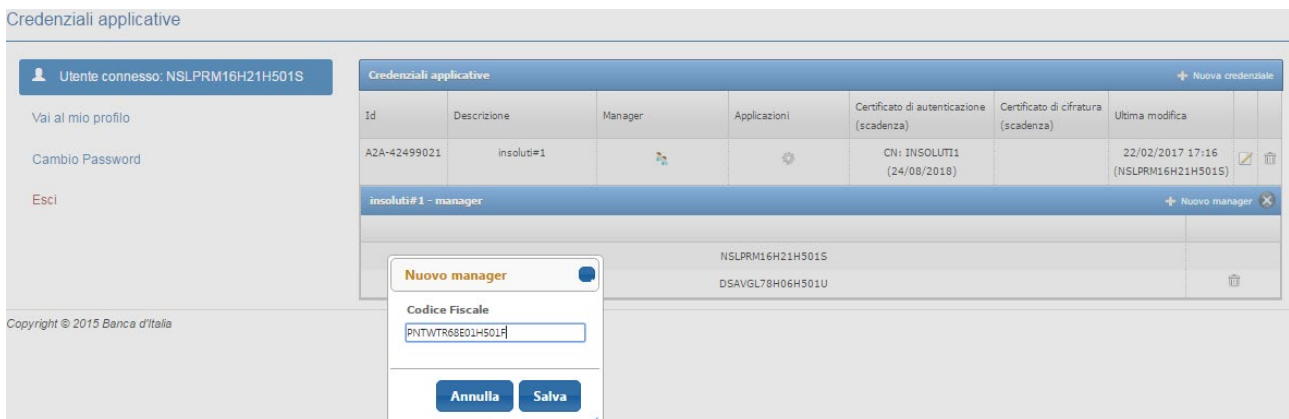 Credenziali applicative
Utente connesso: NSLPRM16H21H501S
Vai al mio profilo
Cambio Password
Esci
Credenziali applicative
Nuova credenziale
Id Descrizione Manager Applicazioni Certificato di autenticazione (scadenza) Certificato di cifratura (scadenza) Ultima modifica
A2A-42499021 insoluti#1 CN: INSOLUTI1 22/02/2017 17:16
(24/08/2018) (NSLPRM16H21H501S)
insoluti#1 - manager
Nuovo manager
NSLPRM16H21H501S
DSAVGL78H06H501U
Nuovo manager
Codice Fiscale
PNTWTR68E01H501F
Annulla Salva
Copyright © 2015 Banca d'Italia